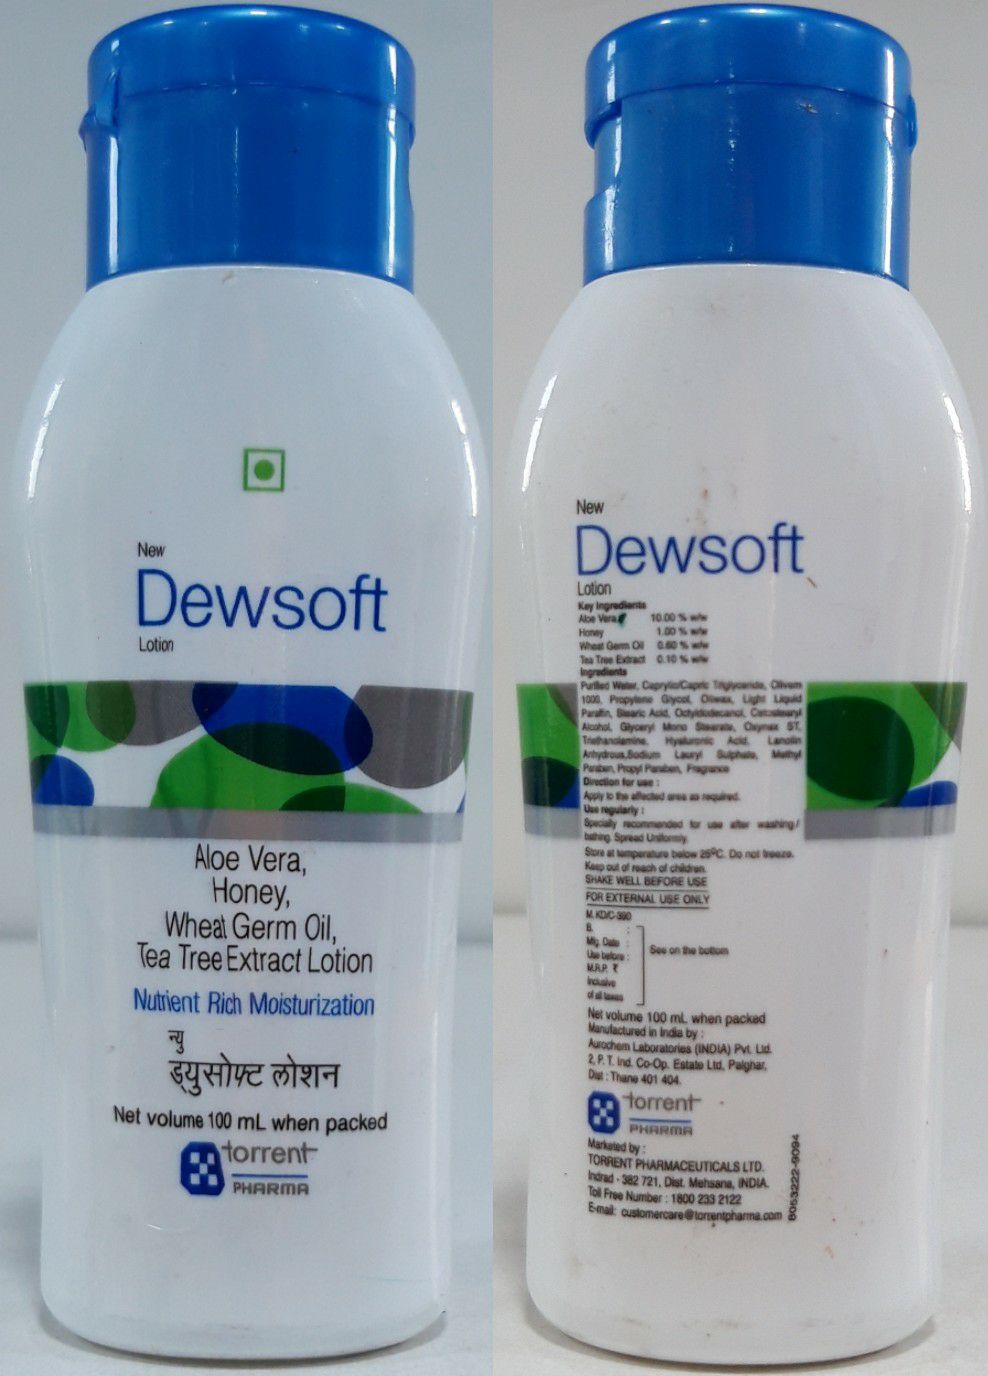 New
Dewsoft
Lotion
Aloe Vera,
Honey,
Wheat Germ Oil,
Tea Tree Extract Lotion
Nutrient Rich Moisturization
न्यु
ड्युसोफ्ट लोशन
Net volume 100 mL when packed
torrent
PHARMA
New
Dewsoft
Lotion
Key Ingredients
Aloe Vera 10.00 % w/w
Honey 1.00 % w/w
Wheat Germ Oil 0.60 % w/w
Tea Tree Extract 0.10 % w/w
Ingredients
Purified Water, Caprylic/Capric Triglyceride, Olivem
1000, Propylene Glycol, Oliwax, Light Liquid
Paraffin, Stearic Acid, Octyldodecanol, Cetostearyl
Alcohol, Glyceryl Mono Stearate, Oxynex ST,
Triethanolamine, Hyaluronic Acid, Lanolin
Anhydrous,Sodium Lauryl Sulphate, Methyl
Paraben, Propyl Paraben, Fragrance
Direction for use :
Apply to the affected area as required.
Use regularly :
Specially recommended for use after washing /
bathing. Spread Uniformly.
Store at temperature below 25ºC. Do not freeze.
Keep out of reach of children.
SHAKE WELL BEFORE USE
FOR EXTERNAL USE ONLY
M. KD/C-390
B. :
Mfg. Date :
Use before : See on the bottom
M.R.P. ₹
Inclusive
of all taxes
Net volume 100 mL when packed
Manufactured in India by :
Aurochem Laboratories (INDIA) Pvt. Ltd.
2, P. T. Ind. Co-Op. Estate Ltd, Palghar,
Dist : Thane 401 404.
torrent
PHARMA
Marketed by :
TORRENT PHARMACEUTICALS LTD.
Indrad - 382 721, Dist. Mehsana, INDIA.
Toll Free Number : 1800 233 2122
E-mail: customercare@torrentpharma.com
8053222-9094